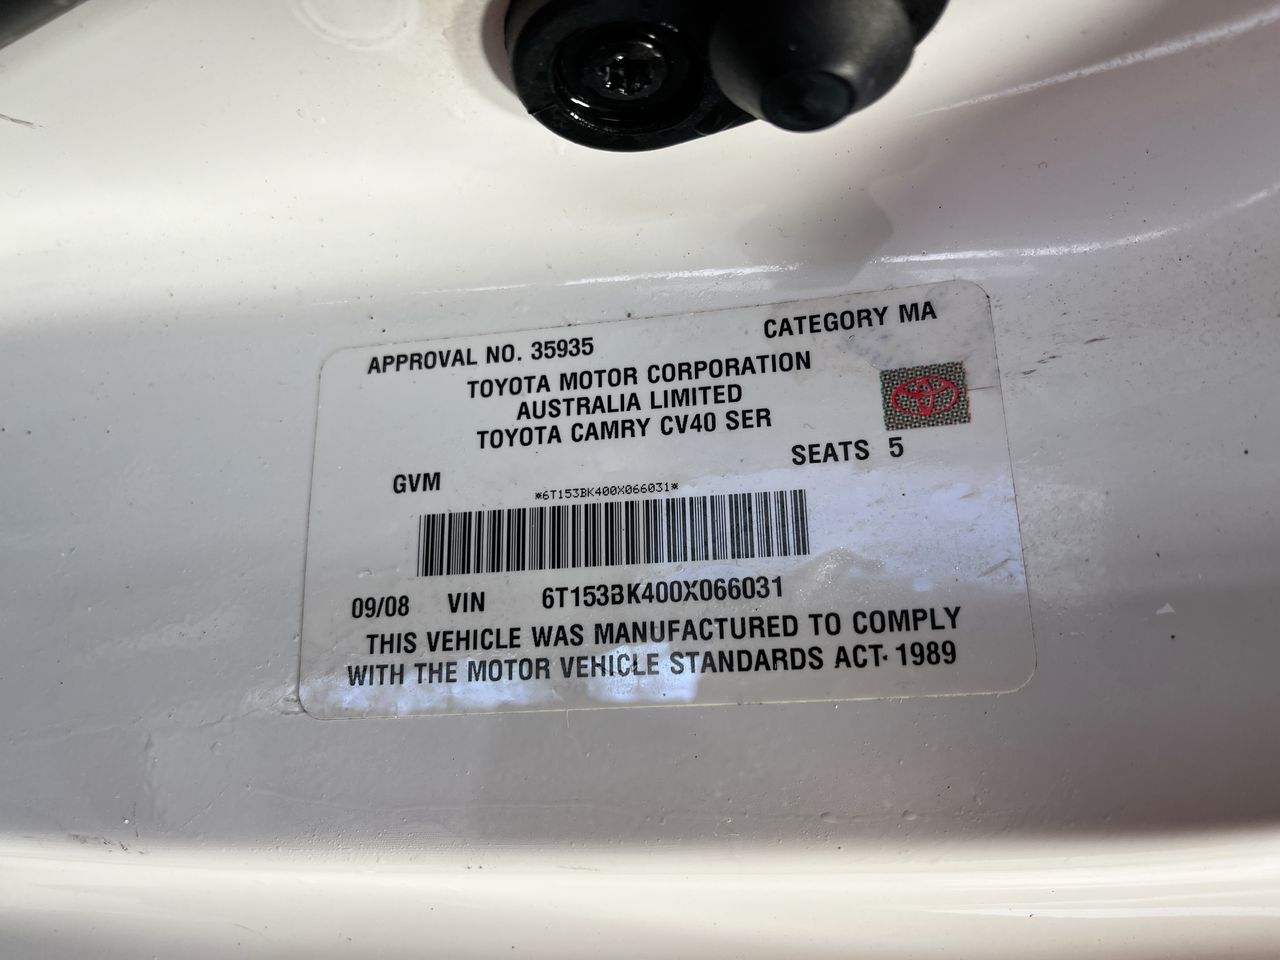 APPROVAL NO. 35935 CATEGORY MA
TOYOTA MOTOR CORPORATION
AUSTRALIA LIMITED
TOYOTA CAMRY CV40 SER
SEATS 5
GVM
*6T153BK400X066031*
09/08 VIN 6T153BK400X066031
THIS VEHICLE WAS MANUFACTURED TO COMPLY
WITH THE MOTOR VEHICLE STANDARDS ACT· 1989